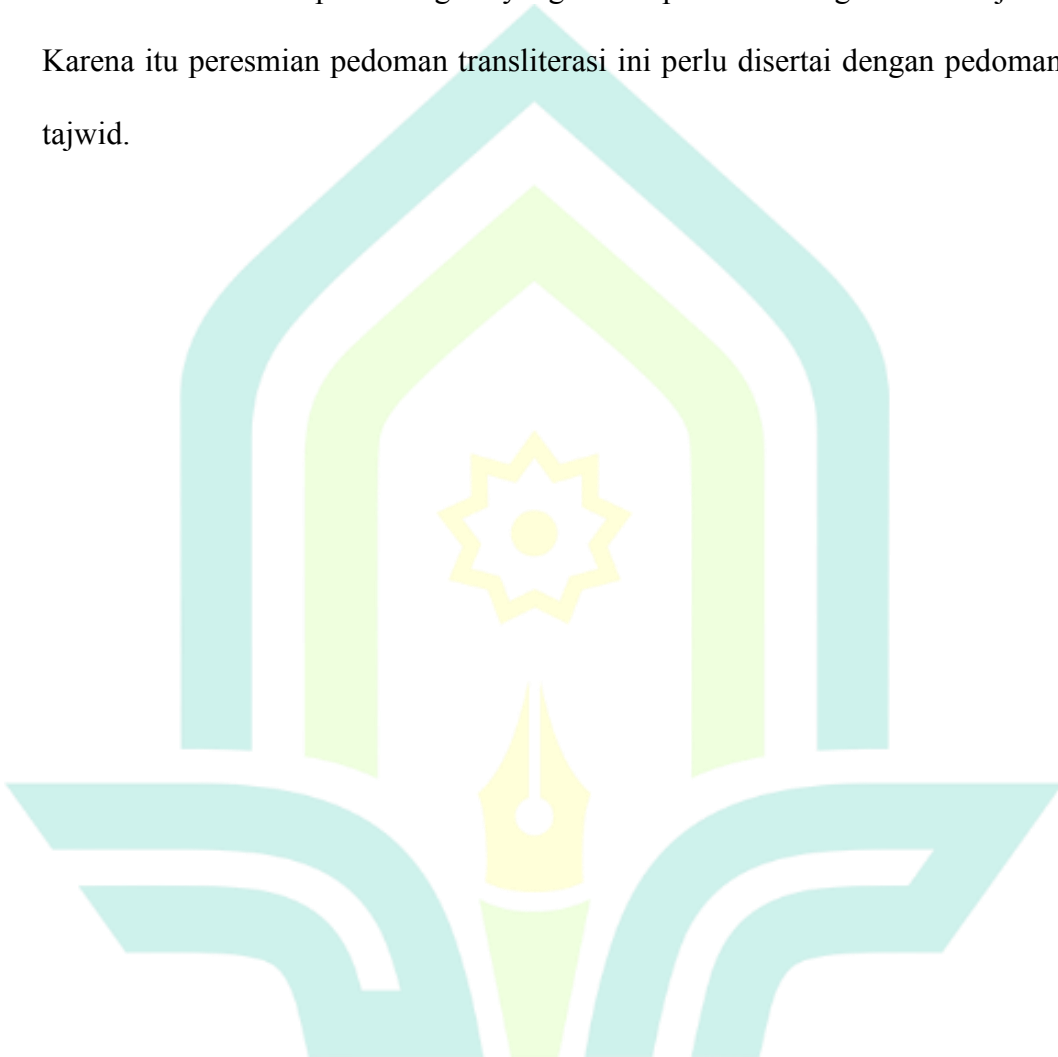 Karena itu peresmian pedoman transliterasi ini perlu disertai dengan pedoman
tajwid.